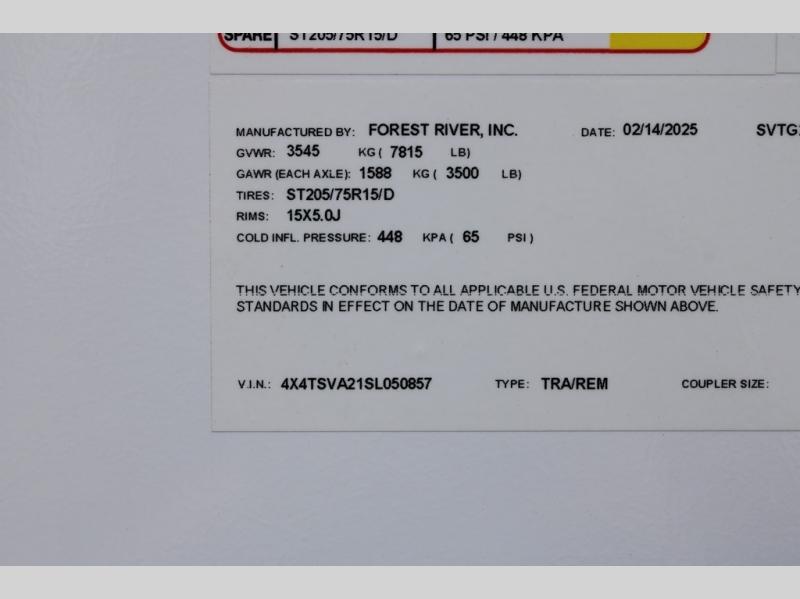 SPARE ST205/75R15/D 65 PSI / 448 KPA
MANUFACTURED BY: FOREST RIVER, INC. DATE: 02/14/2025 SVTG
GVWR: 3545 KG ( 7815 LB)
GAWR (EACH AXLE): 1588 KG ( 3500 LB)
TIRES: ST205/75R15/D
RIMS: 15X5.0J
COLD INFL. PRESSURE: 448 KPA ( 65 PSI )
THIS VEHICLE CONFORMS TO ALL APPLICABLE U.S. FEDERAL MOTOR VEHICLE SAFETY
STANDARDS IN EFFECT ON THE DATE OF MANUFACTURE SHOWN ABOVE.
V.I.N.: 4X4TSVA21SL050857 TYPE: TRA/REM COUPLER SIZE: